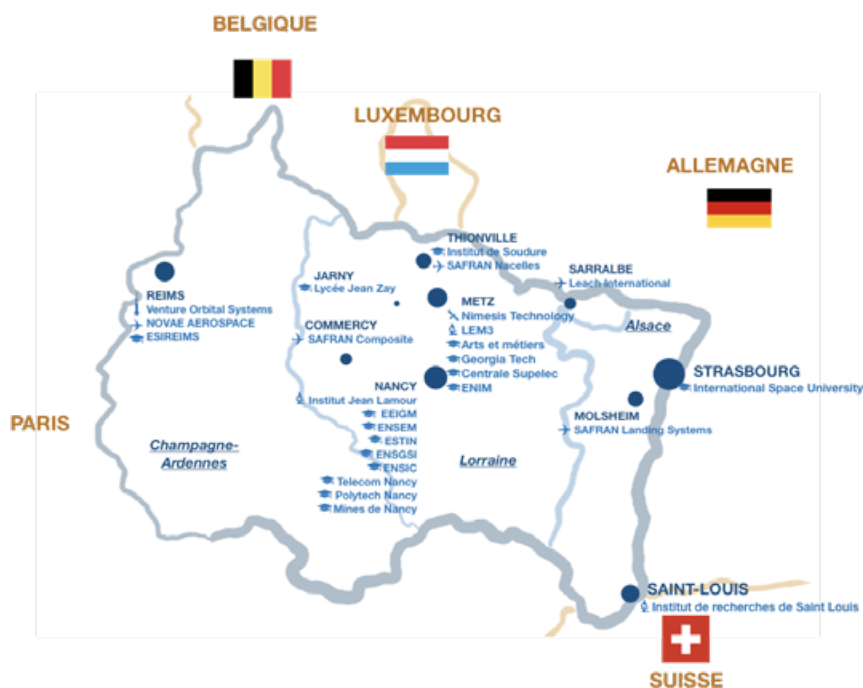 BELGIQUE
LUXEMBOURG
ALLEMAGNE
THIONVILLE
Institut de Soudure
SAFRAN Nacelles
SARRALBE
Leach International
JARNY
Lycée Jean Zay
REIMS
Venture Orbital Systems
NOVAE AEROSPACE
ESIREIMS
METZ
Nimesis Technology
LEM3
Arts et métiers
Georgia Tech
Centrale Supelec
ENIM
Alsace
COMMERCY
SAFRAN Composite
STRASBOURG
International Space University
NANCY
Institut Jean Lamour
EEIGM
ENSEM
ESTIN
ENSGSI
ENSIC
Telecom Nancy
Polytech Nancy
Mines de Nancy
MOLSHEIM
SAFRAN Landing Systems
PARIS
Champagne-
Ardennes
Lorraine
SAINT-LOUIS
Institut de recherches de Saint Louis
SUISSE